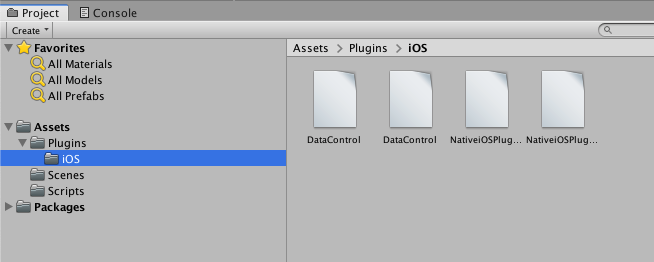 Project Console
Create
Favorites
All Materials
All Models
All Prefabs
Assets
Plugins
iOS
Scenes
Scripts
Packages
Assets Plugins iOS
DataControl DataControl NativeiOSPlug... NativeiOSPlug...